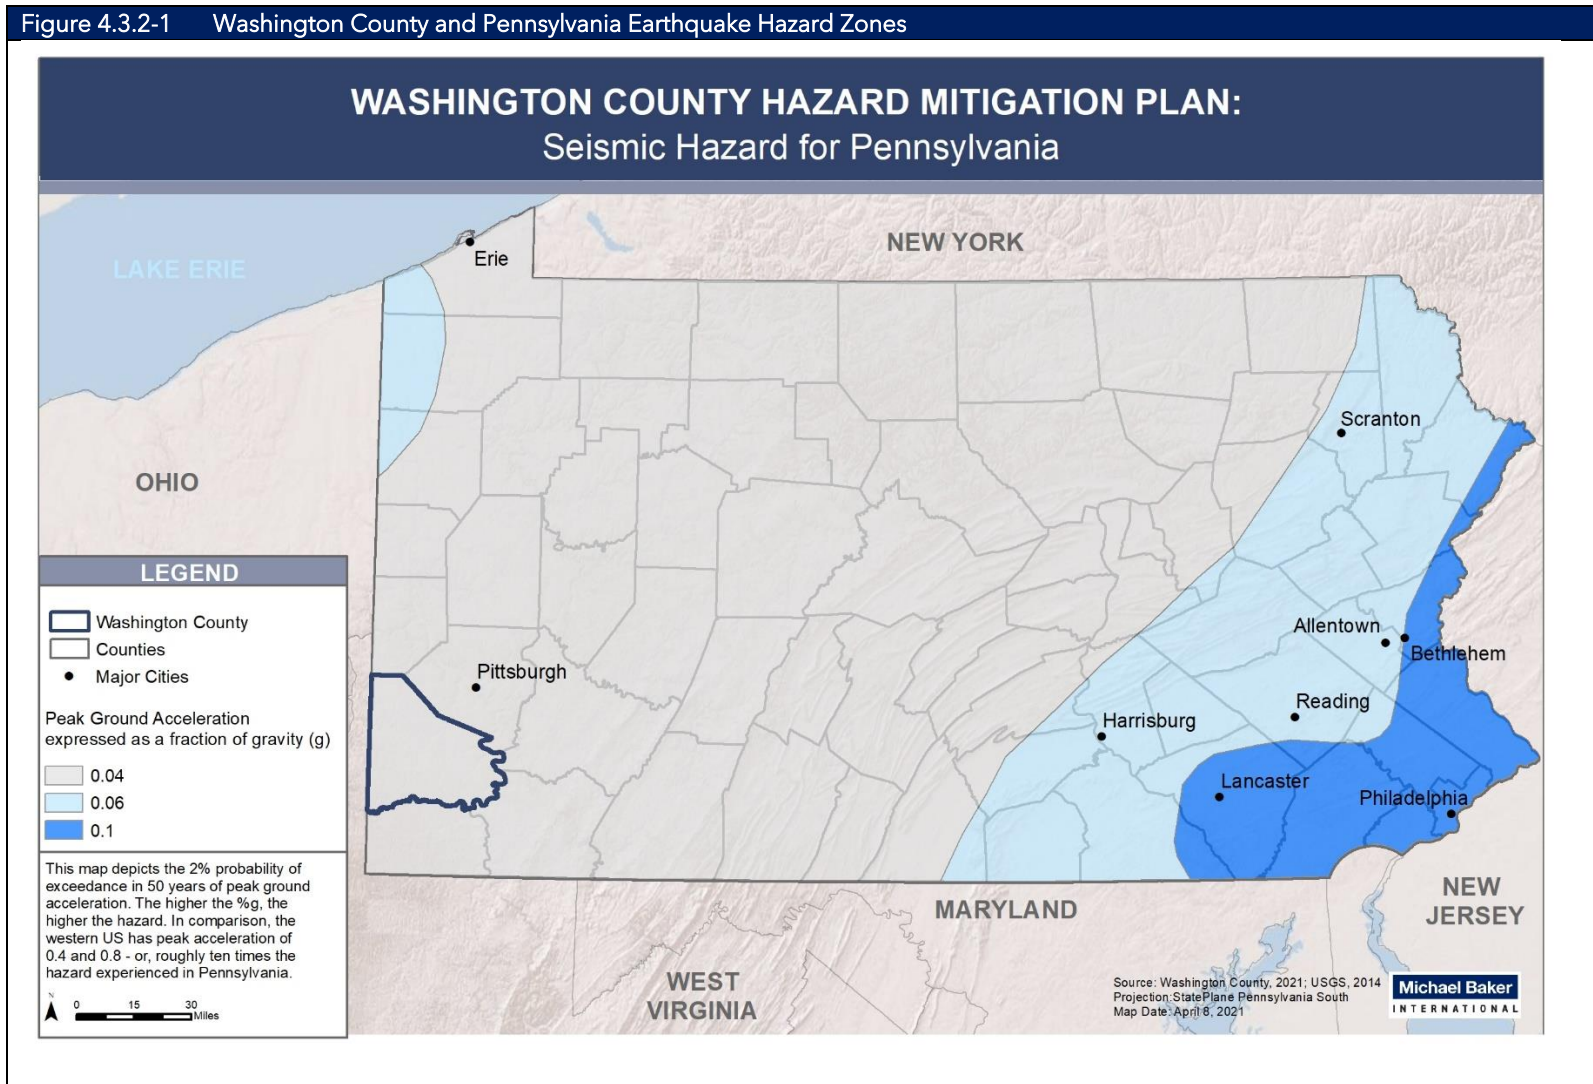 Figure 4.3.2-1 Washington County and Pennsylvania Earthquake Hazard Zones
WASHINGTON COUNTY HAZARD MITIGATION PLAN:
Seismic Hazard for Pennsylvania
NEW YORK
Erie
LAKE ERIE
Scranton
OHIO
Allentown
Bethlehem
Pittsburgh
Reading
Harrisburg
Lancaster
Philadelphia
NEW
JERSEY
MARYLAND
WEST
VIRGINIA
LEGEND
Washington County
Counties
Major Cities
Peak Ground Acceleration
expressed as a fraction of gravity (g)
0.04
0.06
0.1
This map depicts the 2% probability of
exceedance in 50 years of peak ground
acceleration. The higher the %g, the
higher the hazard. In comparison, the
western US has peak acceleration of
0.4 and 0.8 - or, roughly ten times the
hazard experienced in Pennsylvania.
N
0 15 30
Miles
Source: Washington County, 2021; USGS, 2014
Projection:StatePlane Pennsylvania South
Map Date: April 8, 2021
Michael Baker
INTERNATIONAL